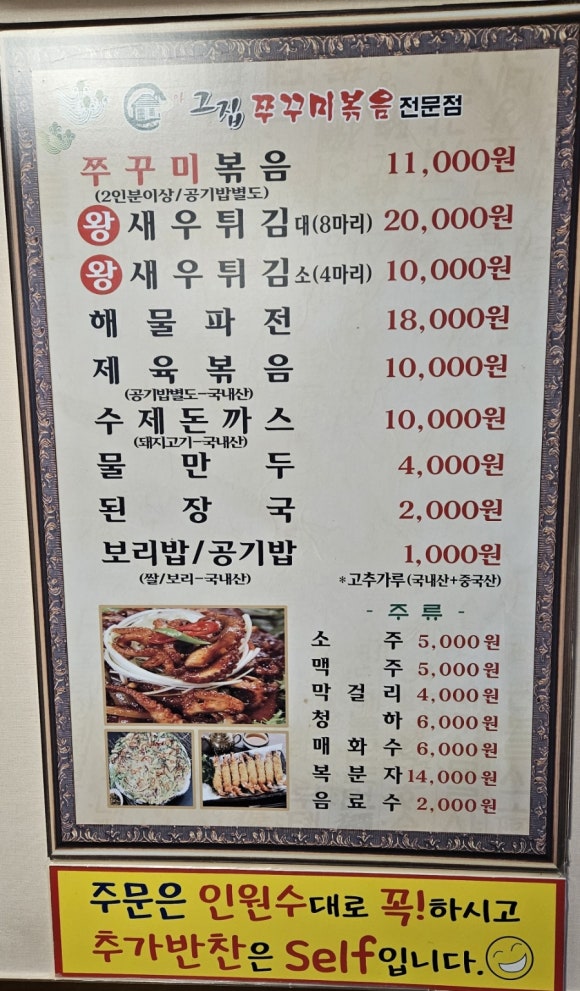 그집 쭈꾸미볶음 전문점
쭈꾸미볶음 11,000원
(2인분이상/공기밥별도)
왕새우튀김대(8마리) 20,000원
왕새우튀김소(4마리) 10,000원
해물파전 18,000원
제육볶음 10,000원
(공기밥별도-국내산)
수제돈까스 10,000원
(돼지고기-국내산)
물만두 4,000원
된장국 2,000원
보리밥/공기밥 1,000원
(쌀/보리-국내산) *고추가루(국내산+중국산)
- 주류 -
소주 5,000원
맥주 5,000원
막걸리 4,000원
청하 6,000원
매화수 6,000원
복분자 14,000원
음료수 2,000원
주문은 인원수대로 꼭!하시고
추가반찬은 Self입니다.